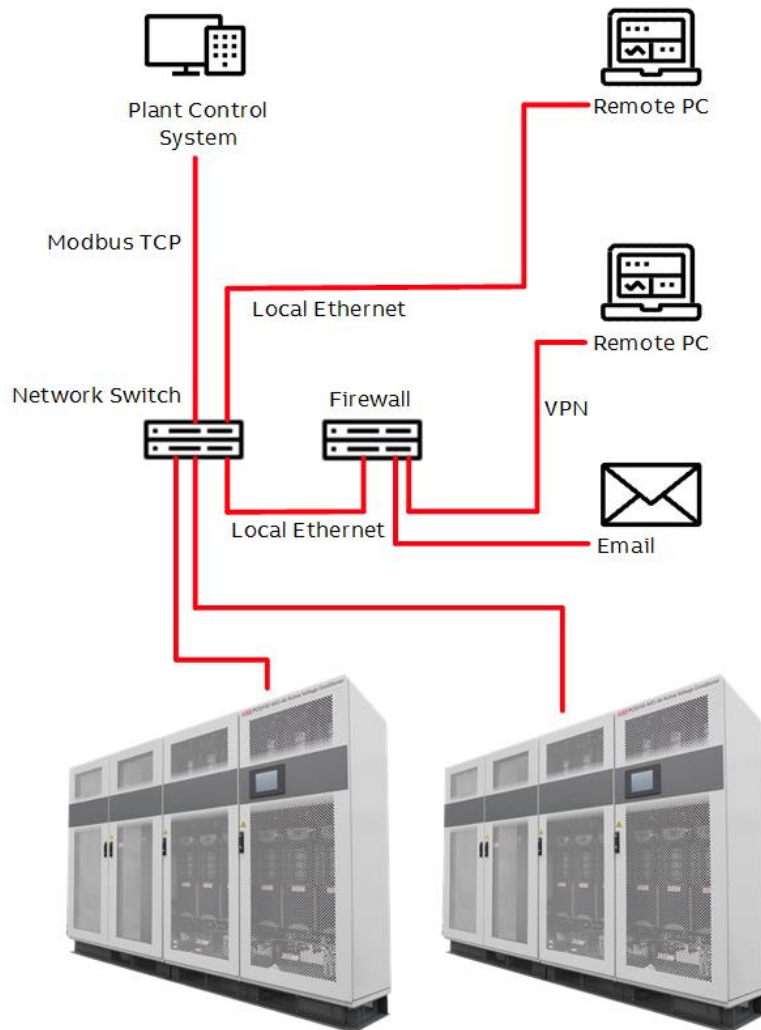 Plant Control
System
Remote PC
Modbus TCP
Local Ethernet
Remote PC
Network Switch
Firewall
VPN
Local Ethernet
Email